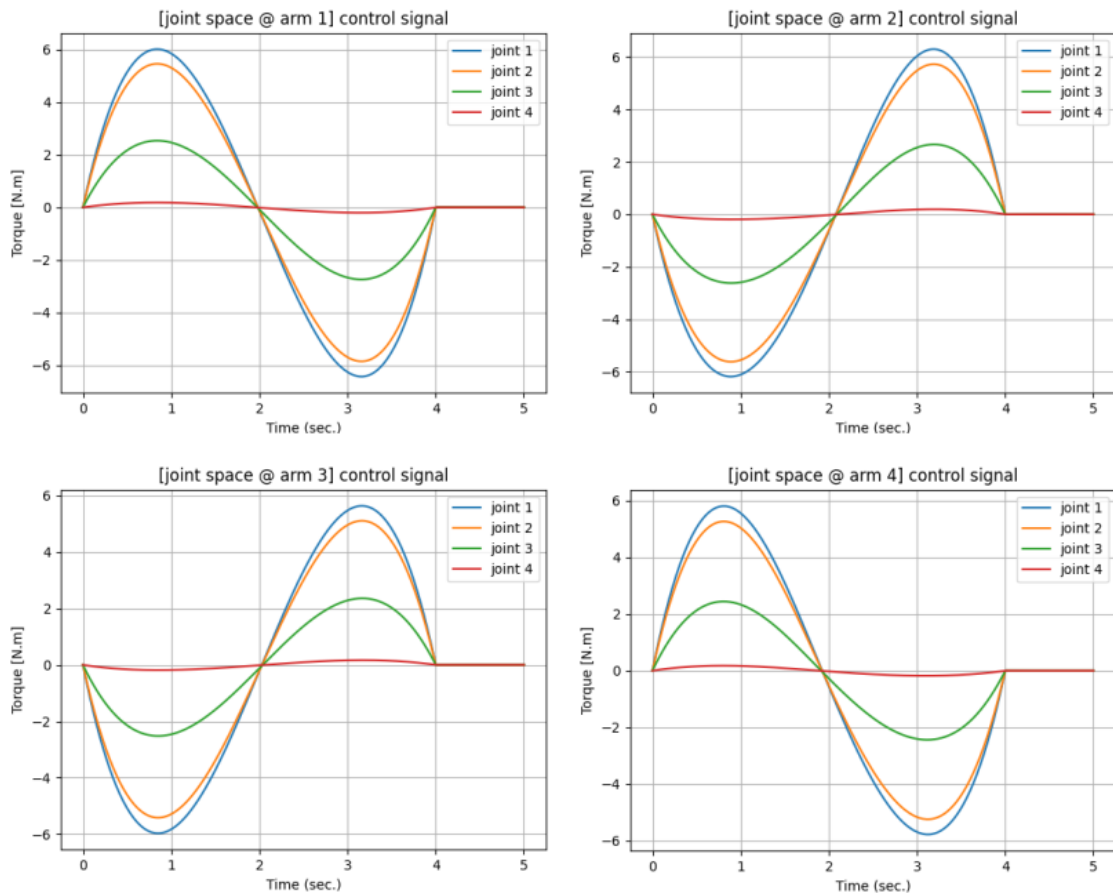 [joint space @ arm 1] control signal
6
4
2
0
−2
−4
−6
Torque [N.m]
joint 1
joint 2
joint 3
joint 4
0 1 2 3 4 5
Time (sec.)
[joint space @ arm 2] control signal
6
4
2
0
−2
−4
−6
Torque [N.m]
joint 1
joint 2
joint 3
joint 4
0 1 2 3 4 5
Time (sec.)
[joint space @ arm 3] control signal
6
4
2
0
−2
−4
−6
Torque [N.m]
joint 1
joint 2
joint 3
joint 4
0 1 2 3 4 5
Time (sec.)
[joint space @ arm 4] control signal
6
4
2
0
−2
−4
−6
Torque [N.m]
joint 1
joint 2
joint 3
joint 4
0 1 2 3 4 5
Time (sec.)